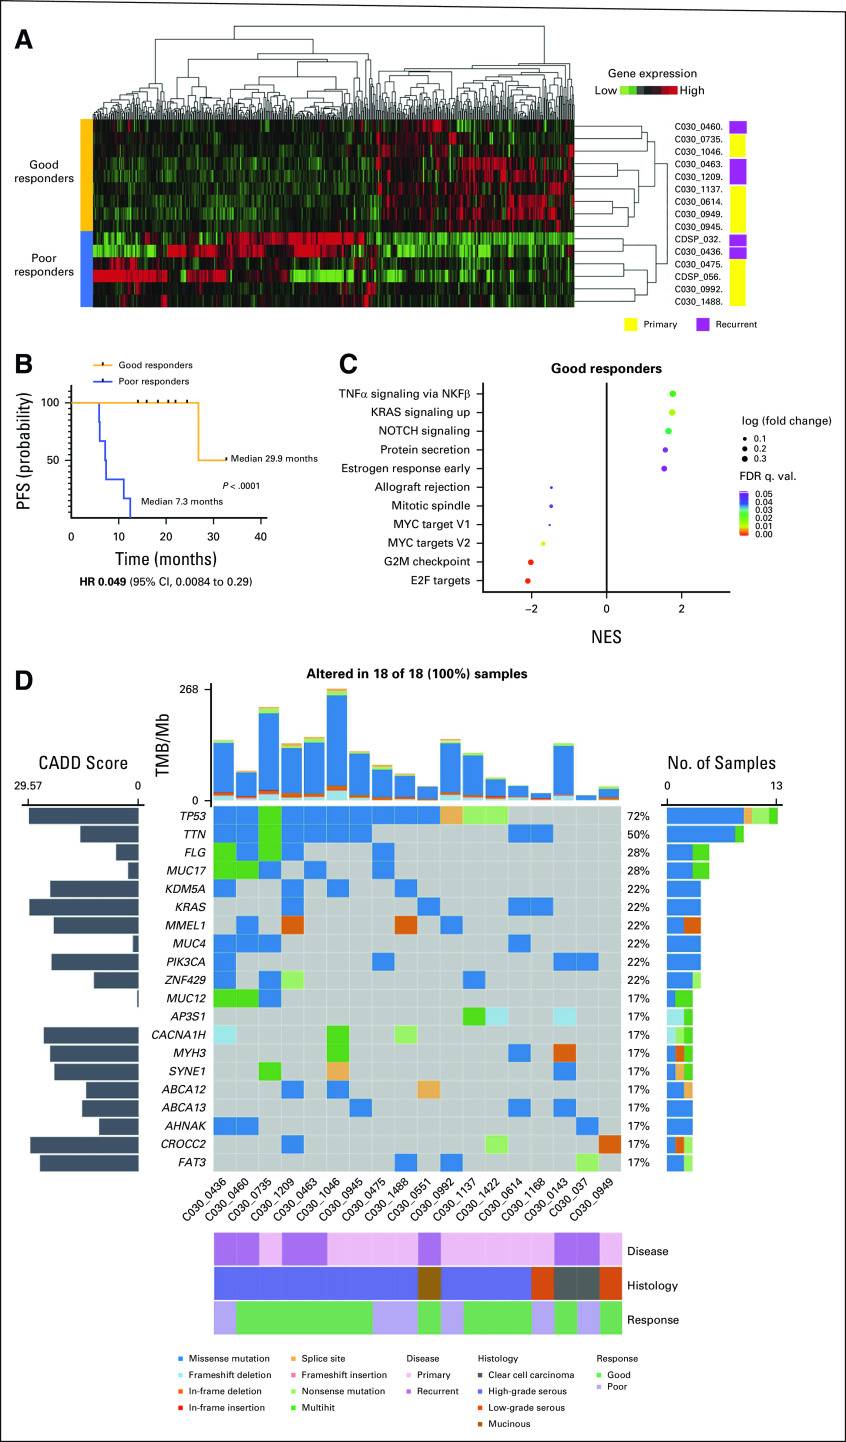 A
Gene expression
Low High
Good
responders
Poor
responders
C030_0460.
C030_0735.
C030_1046.
C030_0463.
C030_1209.
C030_1137.
C030_0614.
C030_0949.
C030_0945.
CDSP_032.
C030_0436.
C030_0475.
CDSP_056.
C030_0992.
C030_1488.
Primary Recurrent
B
Good responders
Poor responders
PFS (probability)
100
50
Median 29.9 months
P < .0001
Median 7.3 months
0 10 20 30 40
Time (months)
HR 0.049 (95% CI, 0.0084 to 0.29)
C
Good responders
TNFα signaling via NKFβ
KRAS signaling up
NOTCH signaling
Protein secretion
Estrogen response early
Allograft rejection
Mitotic spindle
MYC target V1
MYC targets V2
G2M checkpoint
E2F targets
−2 0 2
NES
log (fold change)
0.1
0.2
0.3
FDR q. val.
0.05
0.04
0.03
0.02
0.01
0.00
D
Altered in 18 of 18 (100%) samples
268
TMB/Mb
0
CADD Score
29.57 0
No. of Samples
0 13
TP53 72%
TTN 50%
FLG 28%
MUC17 28%
KDM5A 22%
KRAS 22%
MMEL1 22%
MUC4 22%
PIK3CA 22%
ZNF429 22%
MUC12 17%
AP3S1 17%
CACNA1H 17%
MYH3 17%
SYNE1 17%
ABCA12 17%
ABCA13 17%
AHNAK 17%
CROCC2 17%
FAT3 17%
C030_0436
C030_0460
C030_0735
C030_1209
C030_0463
C030_1046
C030_0945
C030_0475
C030_1488
C030_0551
C030_0992
C030_1137
C030_1422
C030_0614
C030_1168
C030_0143
C030_037
C030_0949
Disease
Histology
Response
Missense mutation
Frameshift deletion
In-frame deletion
In-frame insertion
Splice site
Frameshift insertion
Nonsense mutation
Multihit
Disease
Primary
Recurrent
Histology
Clear cell carcinoma
High-grade serous
Low-grade serous
Mucinous
Response
Good
Poor